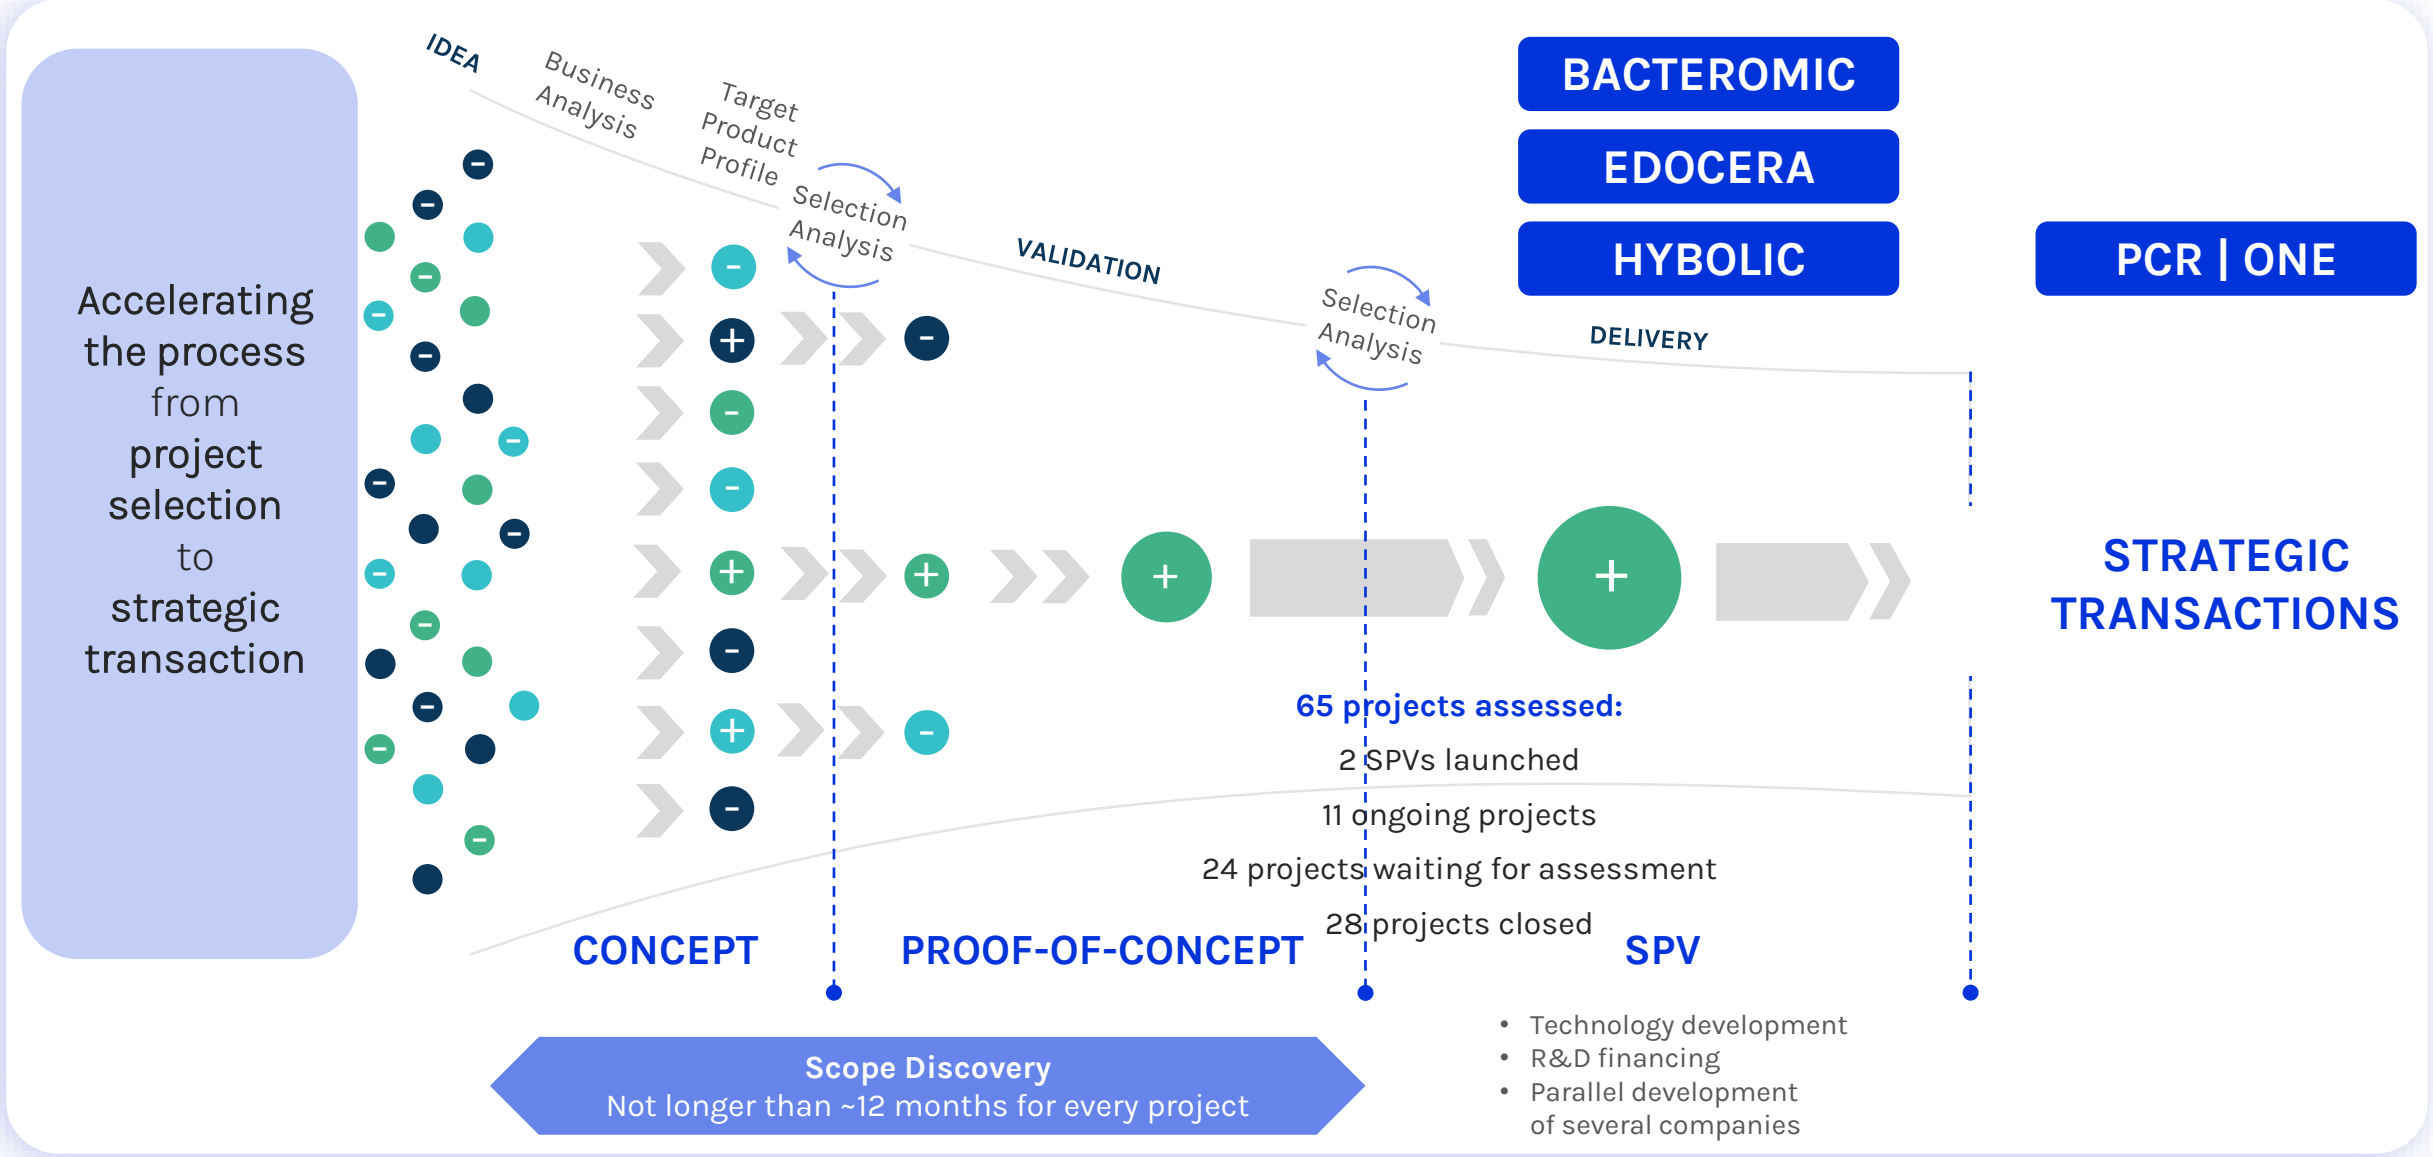 Accelerating
the process
from
project
selection
to
strategic
transaction
IDEA
Business
Analysis
Target
Product
Profile
Selection
Analysis
VALIDATION
Selection
Analysis
DELIVERY
BACTEROMIC
EDOCERA
HYBOLIC
PCR | ONE
STRATEGIC
TRANSACTIONS
65 projects assessed:
2 SPVs launched
11 ongoing projects
24 projects waiting for assessment
28 projects closed
CONCEPT
PROOF-OF-CONCEPT
SPV
Scope Discovery
Not longer than ~12 months for every project
• Technology development
• R&D financing
• Parallel development
of several companies